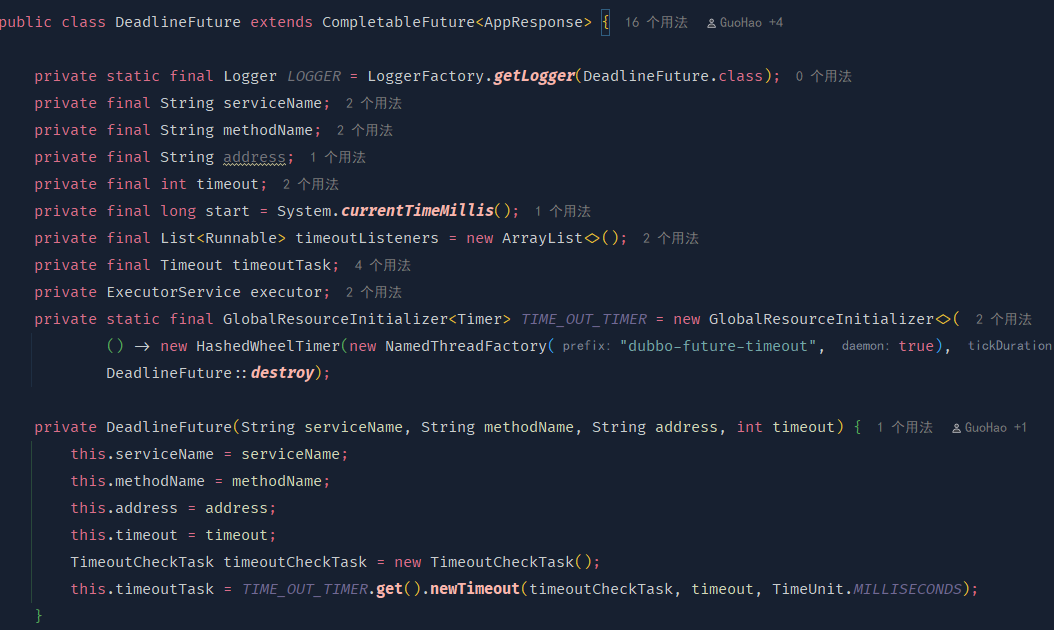 public class DeadlineFuture extends CompletableFuture<AppResponse> { 16 个用法 GuoHao +4
private static final Logger LOGGER = LoggerFactory.getLogger(DeadlineFuture.class); 0 个用法
private final String serviceName; 2 个用法
private final String methodName; 2 个用法
private final String address; 1 个用法
private final int timeout; 2 个用法
private final long start = System.currentTimeMillis(); 1 个用法
private final List<Runnable> timeoutListeners = new ArrayList<>(); 2 个用法
private final Timeout timeoutTask; 4 个用法
private ExecutorService executor; 2 个用法
private static final GlobalResourceInitializer<Timer> TIME_OUT_TIMER = new GlobalResourceInitializer<>( 2 个用法
() -> new HashedWheelTimer(new NamedThreadFactory( prefix: "dubbo-future-timeout", daemon: true), tickDuration
DeadlineFuture::destroy);
private DeadlineFuture(String serviceName, String methodName, String address, int timeout) { 1 个用法 GuoHao +1
this.serviceName = serviceName;
this.methodName = methodName;
this.address = address;
this.timeout = timeout;
TimeoutCheckTask timeoutCheckTask = new TimeoutCheckTask();
this.timeoutTask = TIME_OUT_TIMER.get().newTimeout(timeoutCheckTask, timeout, TimeUnit.MILLISECONDS);
}